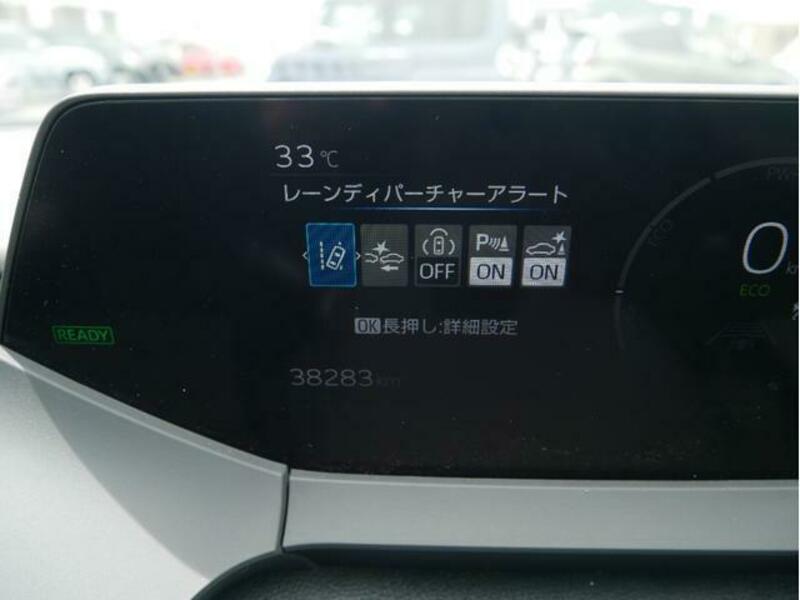 33℃
レーンディパーチャーアラート
OFF
P
ON
ON
OK長押し:詳細設定
READY
38283km
ECO
0
ECO